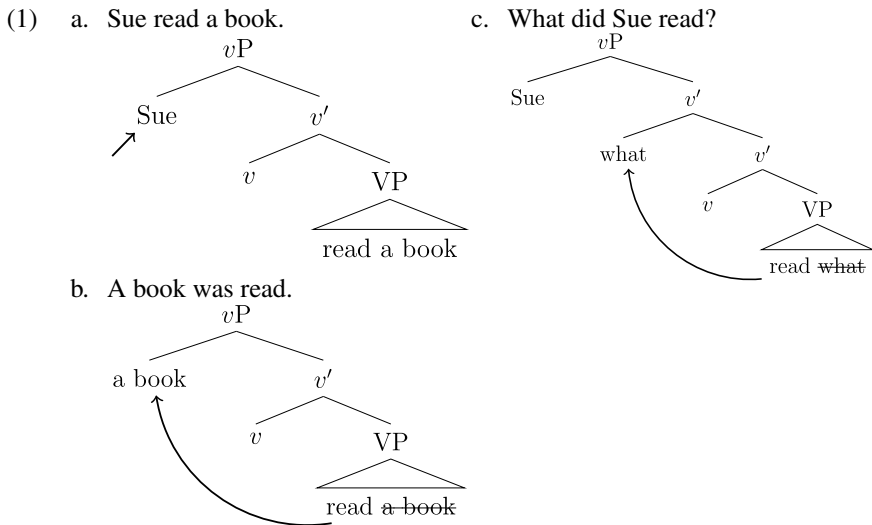 (1) a. Sue read a book.
vP
Sue
v′
v
VP
read a book
b. A book was read.
vP
a book
v′
v
VP
read a book
c. What did Sue read?
vP
Sue
v′
what
v′
v
VP
read what